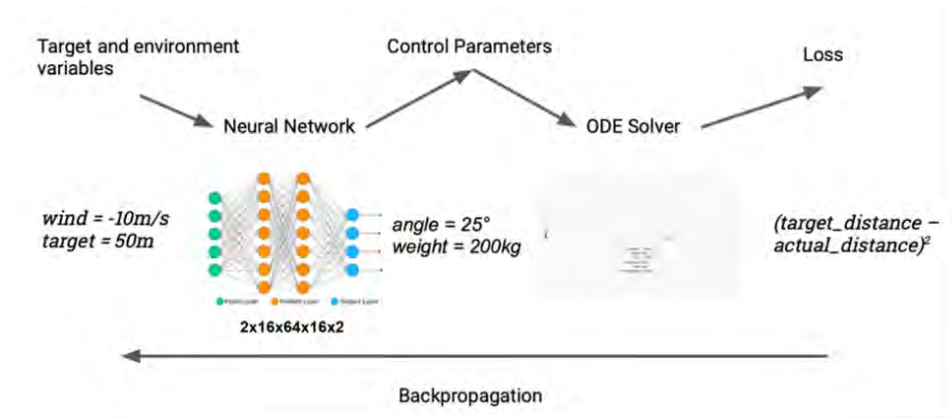 Target and environment
variables
Control Parameters
Loss
Neural Network
ODE Solver
wind = -10m/s
target = 50m
angle = 25°
weight = 200kg
(target_distance –
actual_distance)²
2x16x64x16x2
Backpropagation